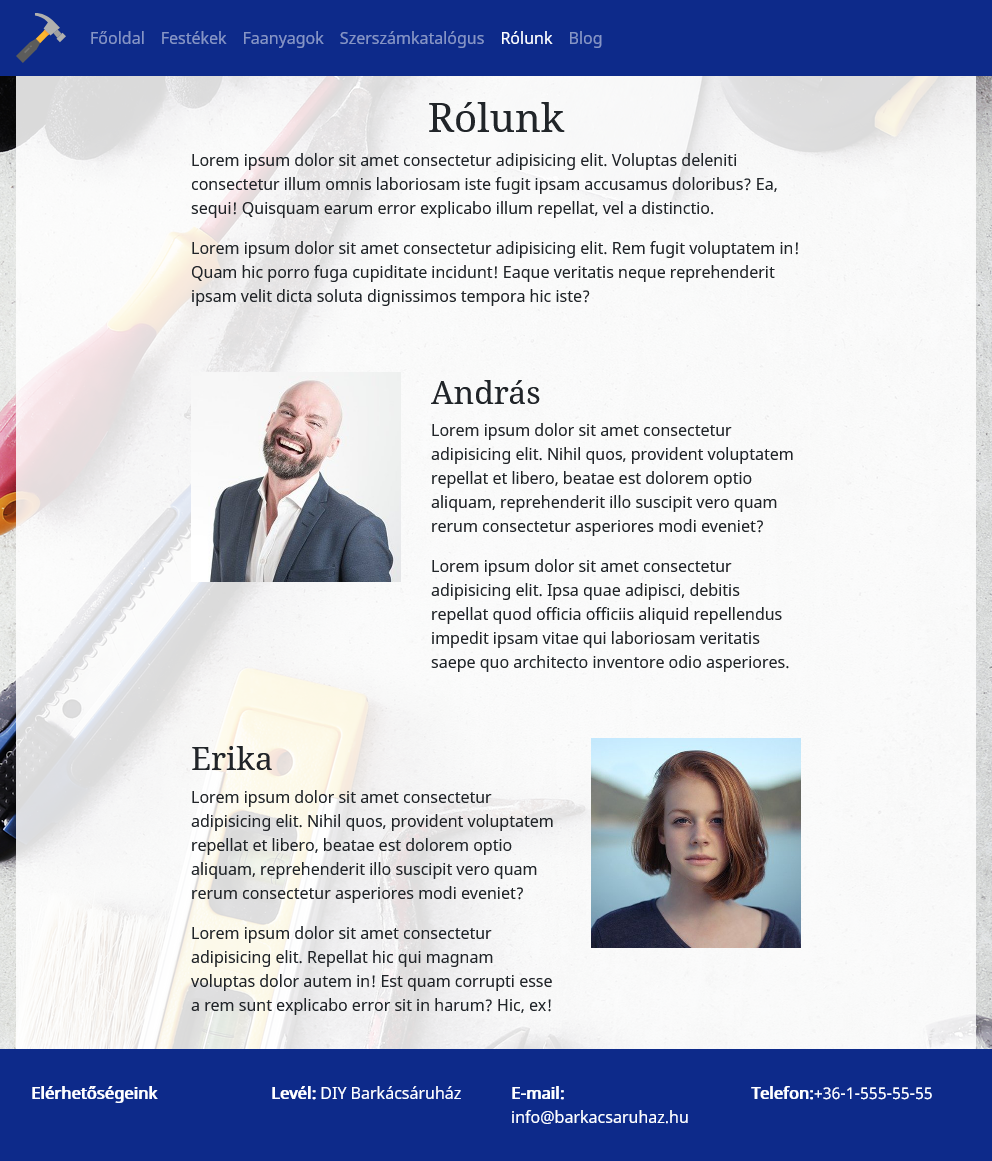 Főoldal Festékek Faanyagok Szerszámkatalógus Rólunk Blog
Rólunk
Lorem ipsum dolor sit amet consectetur adipisicing elit. Voluptas deleniti
consectetur illum omnis laboriosam iste fugit ipsam accusamus doloribus? Ea,
sequi! Quisquam earum error explicabo illum repellat, vel a distinctio.
Lorem ipsum dolor sit amet consectetur adipisicing elit. Rem fugit voluptatem in!
Quam hic porro fuga cupiditate incidunt! Eaque veritatis neque reprehenderit
ipsam velit dicta soluta dignissimos tempora hic iste?
András
Lorem ipsum dolor sit amet consectetur
adipisicing elit. Nihil quos, provident voluptatem
repellat et libero, beatae est dolorem optio
aliquam, reprehenderit illo suscipit vero quam
rerum consectetur asperiores modi eveniet?
Lorem ipsum dolor sit amet consectetur
adipisicing elit. Ipsa quae adipisci, debitis
repellat quod officia officiis aliquid repellendus
impedit ipsam vitae qui laboriosam veritatis
saepe quo architecto inventore odio asperiores.
Erika
Lorem ipsum dolor sit amet consectetur
adipisicing elit. Nihil quos, provident voluptatem
repellat et libero, beatae est dolorem optio
aliquam, reprehenderit illo suscipit vero quam
rerum consectetur asperiores modi eveniet?
Lorem ipsum dolor sit amet consectetur
adipisicing elit. Repellat hic qui magnam
voluptas dolor autem in! Est quam corrupti esse
a rem sunt explicabo error sit in harum? Hic, ex!
Elérhetőségeink
Levél: DIY Barkácsáruház
E-mail:
info@barkacsaruhaz.hu
Telefon:+36-1-555-55-55